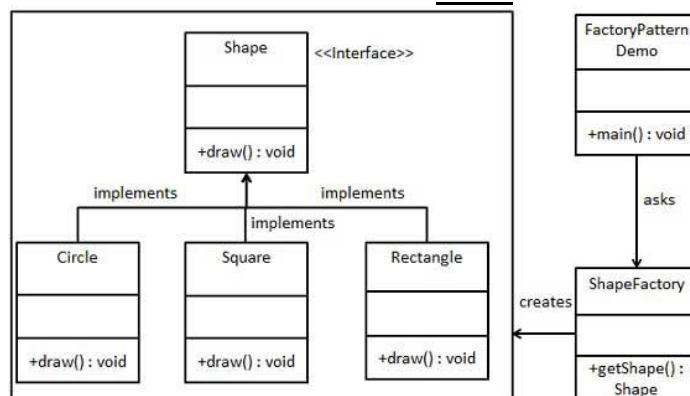 Shape
<<Interface>>
+draw() : void
implements
implements
implements
Circle
+draw() : void
Square
+draw() : void
Rectangle
+draw() : void
FactoryPattern
Demo
+main() : void
asks
ShapeFactory
+getShape() :
Shape
creates